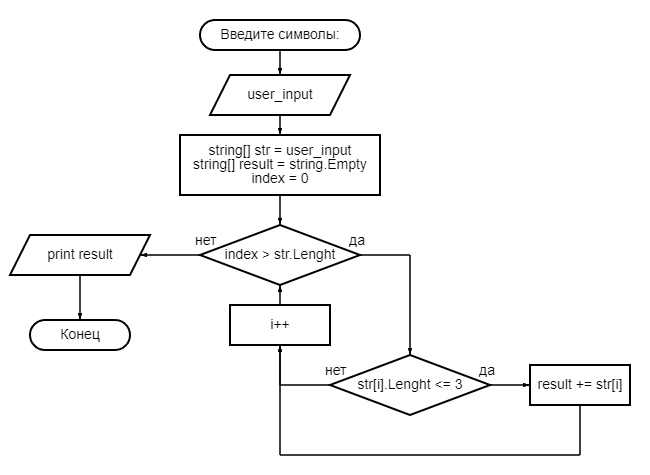 Введите символы:
user_input
string[] str = user_input
string[] result = string.Empty
index = 0
нет
index > str.Lenght
да
print result
i++
Конец
нет
str[i].Lenght <= 3
да
result += str[i]